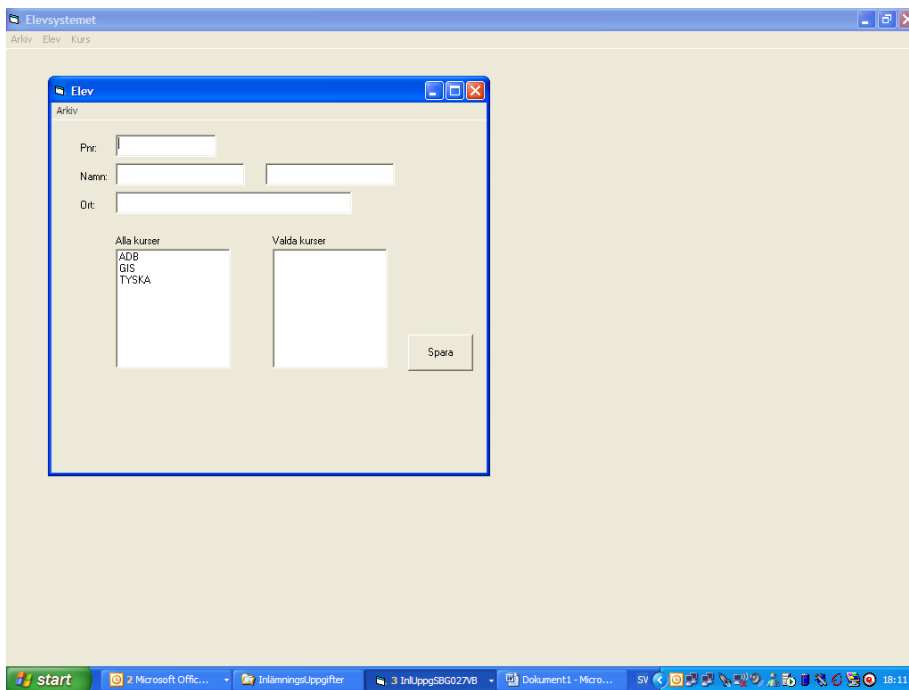 Elevsystemet
Arkiv Elev Kurs
Elev
Arkiv
Pnr:
Namn:
Ort:
Alla kurser Valda kurser
ADB
GIS
TYSKA
Spara
start 2 Microsoft Offic... InlämningsUppgifter 3 InlUppgSBG027VB Dokument1 - Micro... SV 18:11